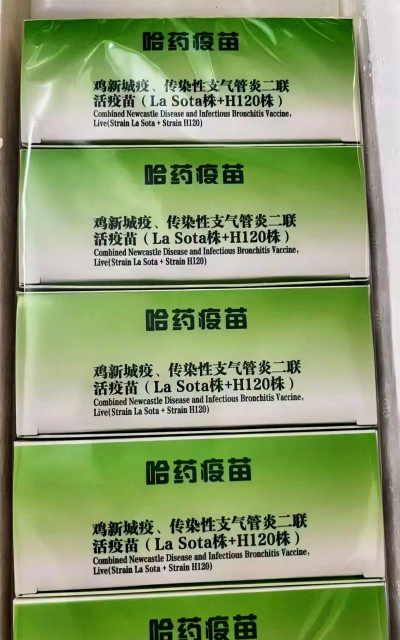 哈药疫苗
鸡新城疫、传染性支气管炎二联
活疫苗（La Sota株+H120株）
Combined Newcastle Disease and Infectious Bronchitis Vaccine,
Live(Strain La Sota + Strain H120)
哈药疫苗
鸡新城疫、传染性支气管炎二联
活疫苗（La Sota株+H120株）
Combined Newcastle Disease and Infectious Bronchitis Vaccine,
Live(Strain La Sota + Strain H120)
哈药疫苗
鸡新城疫、传染性支气管炎二联
活疫苗（La Sota株+H120株）
Combined Newcastle Disease and Infectious Bronchitis Vaccine,
Live(Strain La Sota + Strain H120)
哈药疫苗
鸡新城疫、传染性支气管炎二联
活疫苗（La Sota株+H120株）
Combined Newcastle Disease and Infectious Bronchitis Vaccine,
Live(Strain La Sota + Strain H120)
哈药疫苗